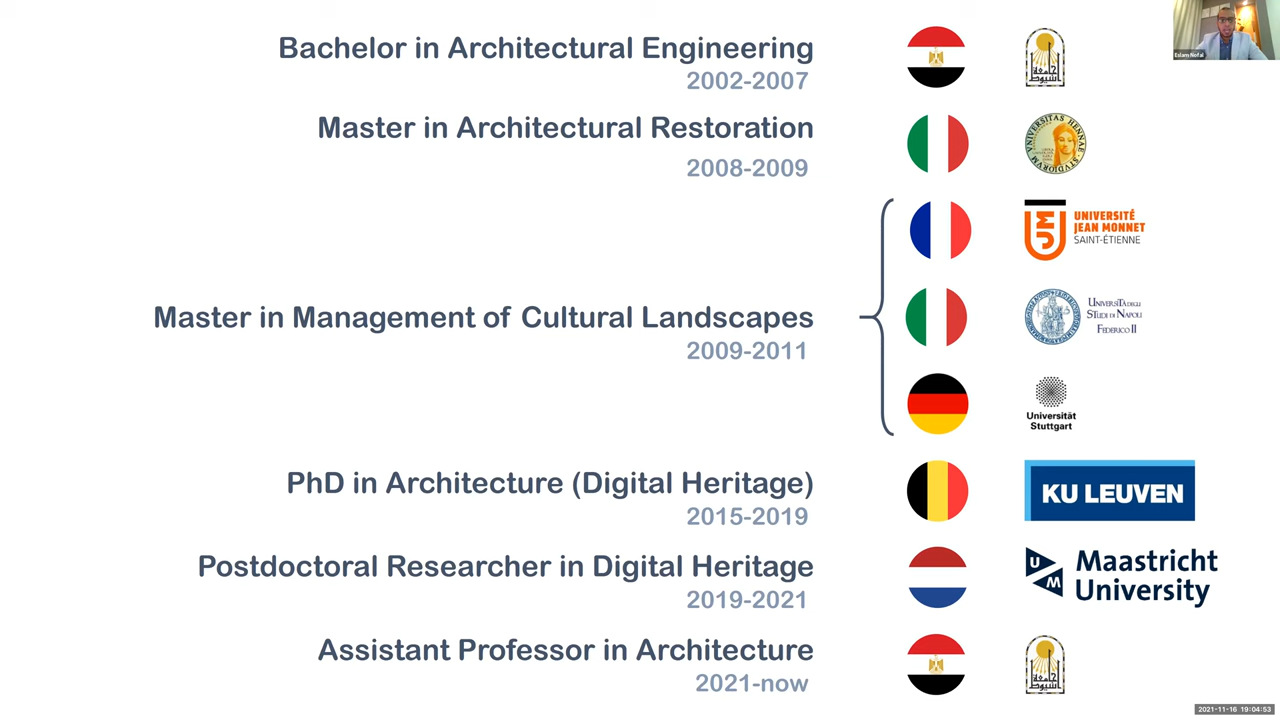 Bachelor in Architectural Engineering
2002-2007
Eslam Nofal
Master in Architectural Restoration
2008-2009
UNIVERSITÉ
JEAN MONNET
SAINT-ÉTIENNE
Master in Management of Cultural Landscapes
2009-2011
UNIVERSITÀ DEGLI
STUDI DI NAPOLI
FEDERICO II
Universität
Stuttgart
PhD in Architecture (Digital Heritage)
2015-2019
KU LEUVEN
Postdoctoral Researcher in Digital Heritage
2019-2021
UM
Maastricht
University
Assistant Professor in Architecture
2021-now
2021-11-16 19:04:53